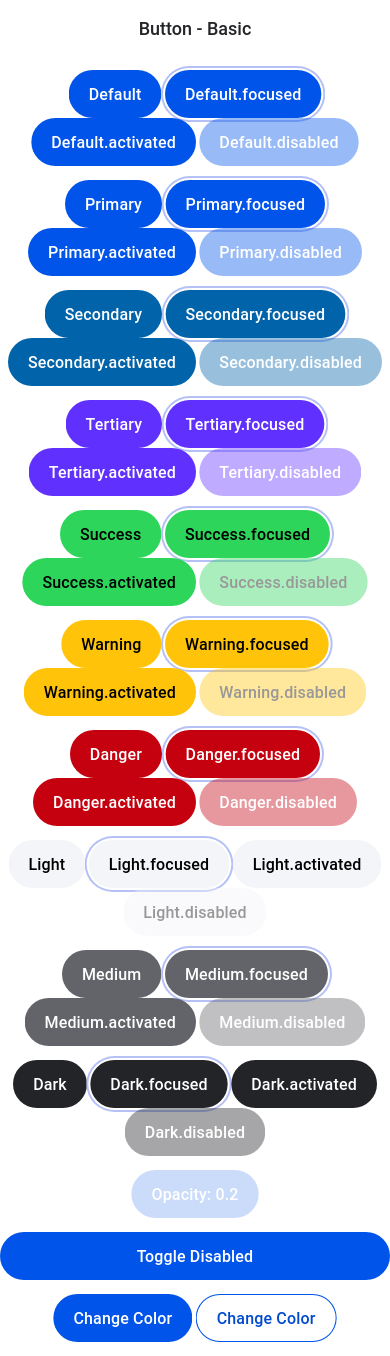 Button - Basic
Default Default.focused
Default.activated Default.disabled
Primary Primary.focused
Primary.activated Primary.disabled
Secondary Secondary.focused
Secondary.activated Secondary.disabled
Tertiary Tertiary.focused
Tertiary.activated Tertiary.disabled
Success Success.focused
Success.activated Success.disabled
Warning Warning.focused
Warning.activated Warning.disabled
Danger Danger.focused
Danger.activated Danger.disabled
Light Light.focused Light.activated
Light.disabled
Medium Medium.focused
Medium.activated Medium.disabled
Dark Dark.focused Dark.activated
Dark.disabled
Opacity: 0.2
Toggle Disabled
Change Color Change Color